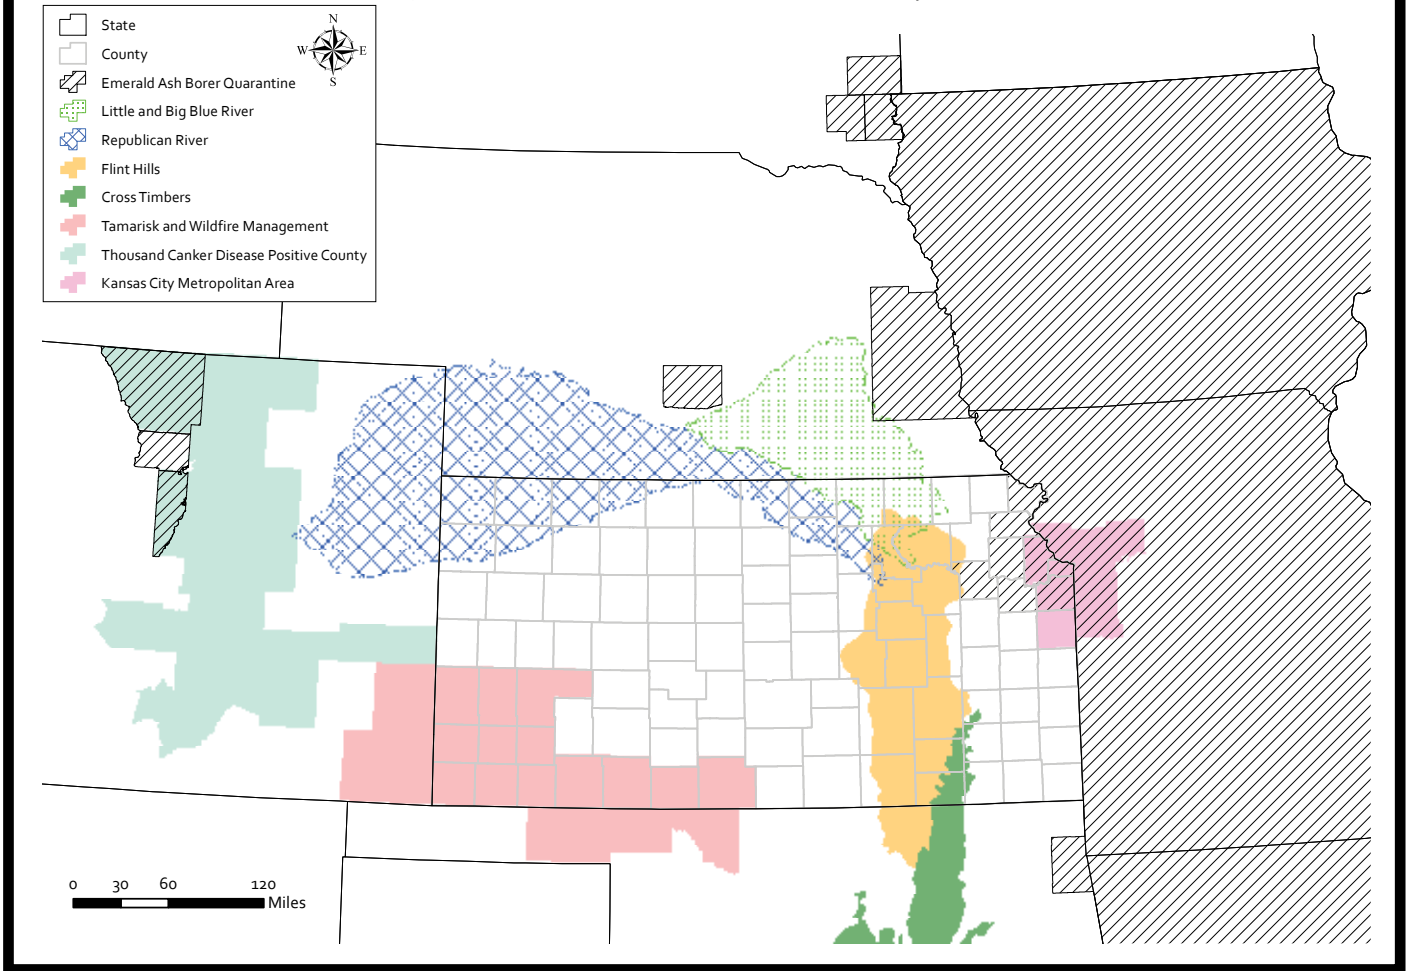 State
County
Emerald Ash Borer Quarantine
Little and Big Blue River
Republican River
Flint Hills
Cross Timbers
Tamarisk and Wildfire Management
Thousand Canker Disease Positive County
Kansas City Metropolitan Area
N
W E
S
0 30 60 120
Miles